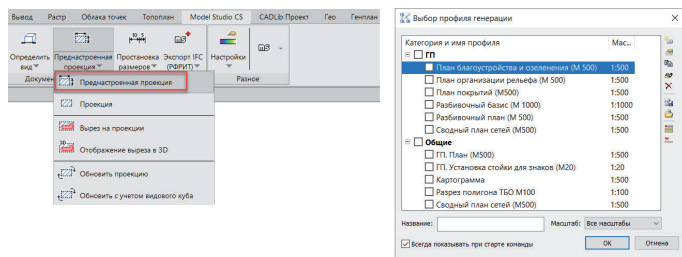 Вывод Растр Облака точек Топоплан Model Studio CS CADLib Проект Гео Генплан
Определить вид Преднастроенная проекция Простановка размеров Экспорт IFC (РФРИТ) Настройки
Докумен Разное
Преднастроенная проекция
Проекция
Вырез на проекции
Отображение выреза в 3D
Обновить проекцию
Обновить с учетом видового куба
Выбор профиля генерации
Категория и имя профиля Мас...
ГП
План благоустройства и озеленения (М 500) 1:500
План организации рельефа (М 500) 1:500
План покрытий (М500) 1:500
Разбивочный базис (М 1000) 1:1000
Разбивочный план (М 500) 1:500
Сводный план сетей (М500) 1:500
Общие
ГП. План (М500) 1:500
ГП. Установка стойки для знаков (М20) 1:20
Картограмма 1:500
Разрез полигона ТБО М100 1:100
Сводный план сетей (М500) 1:500
Название: Масштаб: Все масштабы
Всегда показывать при старте команды ОК Отмена